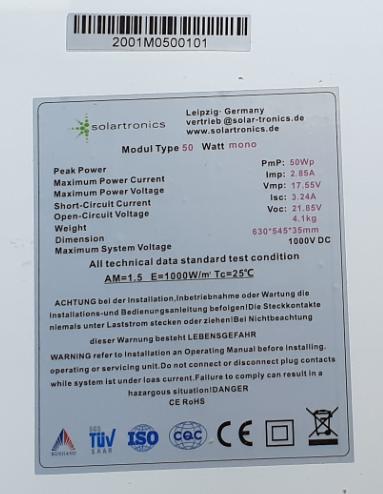 2001M0500101
solartronics
Leipzig- Germany
vertrieb @solar-tronics.de
www.solartronics.de
Modul Type 50 Watt mono
Peak Power PmP: 50Wp
Maximum Power Current Imp: 2.85A
Maximum Power Voltage Vmp: 17.55V
Short-Circuit Current Isc: 3.24A
Open-Circuit Voltage Voc: 21.85V
Weight 4.1kg
Dimension 630*545*35mm
Maximum System Voltage 1000V DC
All technical data standard test condition
AM=1.5 E=1000W/㎡ Tc=25℃
ACHTUNG bei der Installation,Inbetriebnahme oder Wartung die
Installations-und Bedienungsanleitung befolgen!Die Steckkontakte
niemals unter Laststrom stecken oder ziehen!Bei Nichtbeachtung
dieser Warnung besteht LEBENSGEFAHR
WARNING refer to Installation an Operating Manual before Installing.
operating or servicing unit.Do not connect or disconnect plug contacts
while system ist under loas current.Failure to comply can result in a
hazardous situation!DANGER
CE RoHS
SGS
TÜV
SAAR
ISO
CQC
CE